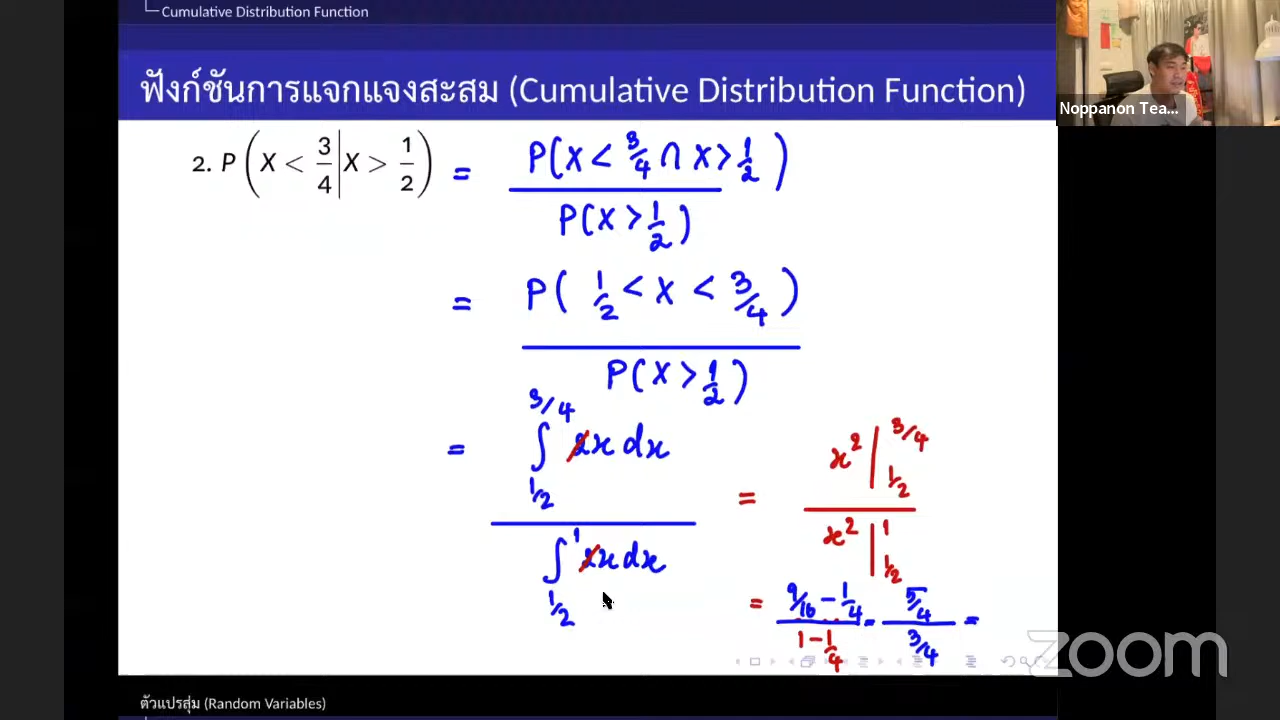 Cumulative Distribution Function
ฟังก์ชันการแจกแจงสะสม (Cumulative Distribution Function)
Noppanon Tea...
2. P(X < 3/4 | X > 1/2) = P(X < 3/4 ∩ X > 1/2) / P(X > 1/2)
= P(1/2 < X < 3/4) / P(X > 1/2)
= ∫_{1/2}^{3/4} 2x dx / ∫_{1/2}^{1} 2x dx = x² |_{1/2}^{3/4} / x² |_{1/2}^{1}
= (9/16 - 1/4) / (1 - 1/4) = (5/4) / (3/4) =
zoom
ตัวแปรสุ่ม (Random Variables)